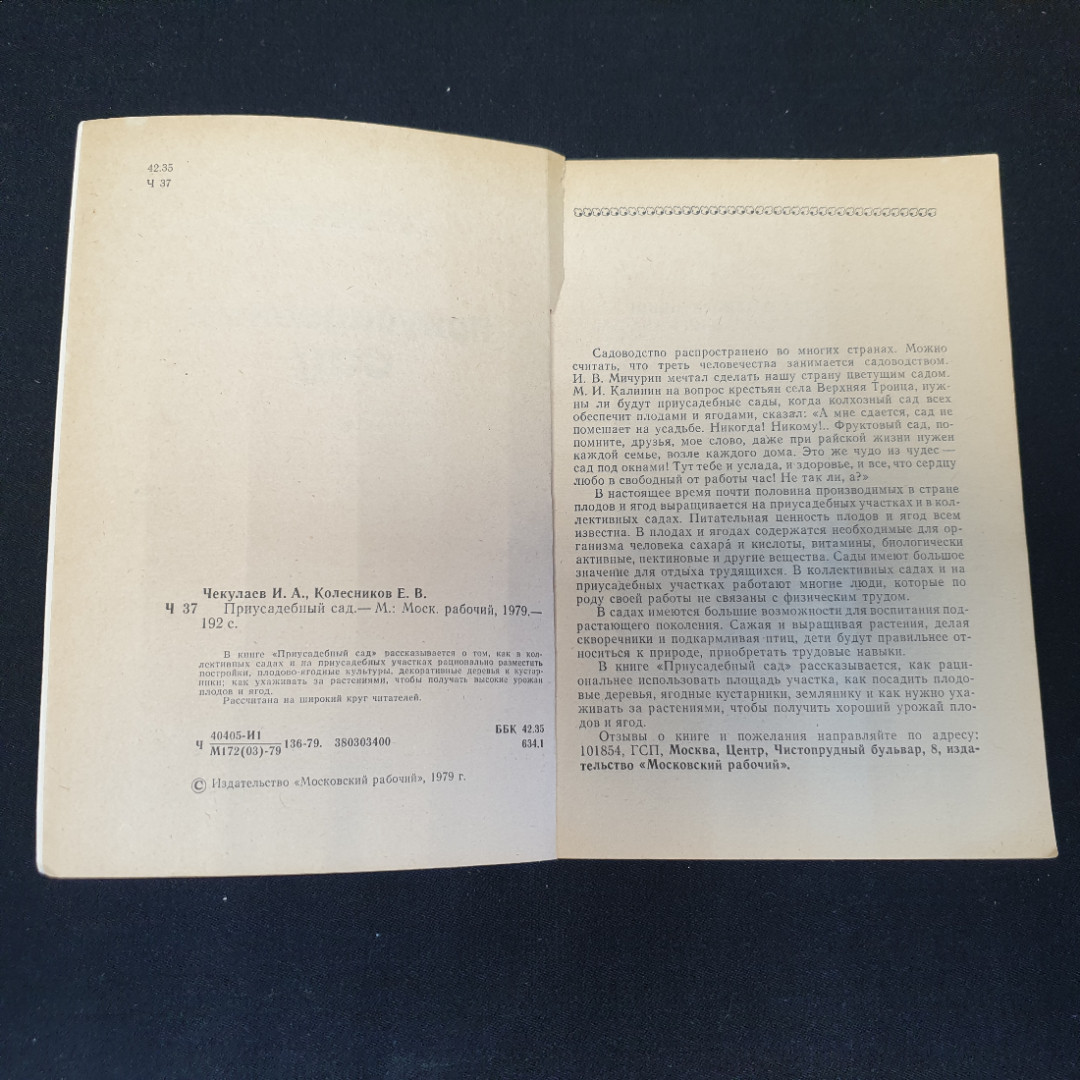 42.35
Ч 37
Чекулаев И. А., Колесников Е. В.
Ч 37 Приусадебный сад.— М.: Моск. рабочий, 1979.—
192 с.
В книге «Приусадебный сад» рассказывается о том, как в кол-
лективных садах и на приусадебных участках рационально разместить
постройки, плодово-ягодные культуры, декоративные деревья и кустар-
ники; как ухаживать за растениями, чтобы получать высокие урожаи
плодов и ягод.
Рассчитана на широкий круг читателей.
Ч 40405-И1
М172(03)-79 136-79. 380303400
ББК 42.35
634.1
© Издательство «Московский рабочий», 1979 г.
Садоводство распространено во многих странах. Можно
считать, что треть человечества занимается садоводством.
И. В. Мичурин мечтал сделать нашу страну цветущим садом.
М. И. Калинин на вопрос крестьян села Верхняя Троица, нуж-
ны ли будут приусадебные сады, когда колхозный сад всех
обеспечит плодами и ягодами, сказал: «А мне сдается, сад не
помешает на усадьбе. Никогда! Никому!.. Фруктовый сад, по-
помните, друзья, мое слово, даже при райской жизни нужен
каждой семье, возле каждого дома. Это же чудо из чудес —
сад под окнами! Тут тебе и услада, и здоровье, и все, что сердцу
любо в свободный от работы час! Не так ли, а?»
В настоящее время почти половина производимых в стране
плодов и ягод выращивается на приусадебных участках и в кол-
лективных садах. Питательная ценность плодов и ягод всем
известна. В плодах и ягодах содержатся необходимые для ор-
ганизма человека сахара́ и кислоты, витамины, биологически
активные, пектиновые и другие вещества. Сады имеют большое
значение для отдыха трудящихся. В коллективных садах и на
приусадебных участках работают многие люди, которые по
роду своей работы не связаны с физическим трудом.
В садах имеются большие возможности для воспитания под-
растающего поколения. Сажая и выращивая растения, делая
скворечники и подкармливая птиц, дети будут правильнее от-
носиться к природе, приобретать трудовые навыки.
В книге «Приусадебный сад» рассказывается, как раци-
ональнее использовать площадь участка, как посадить плодо-
вые деревья, ягодные кустарники, землянику и как нужно уха-
живать за растениями, чтобы получить хороший урожай пло-
дов и ягод.
Отзывы о книге и пожелания направляйте по адресу:
101854, ГСП, Москва, Центр, Чистопрудный бульвар, 8, изда-
тельство «Московский рабочий».